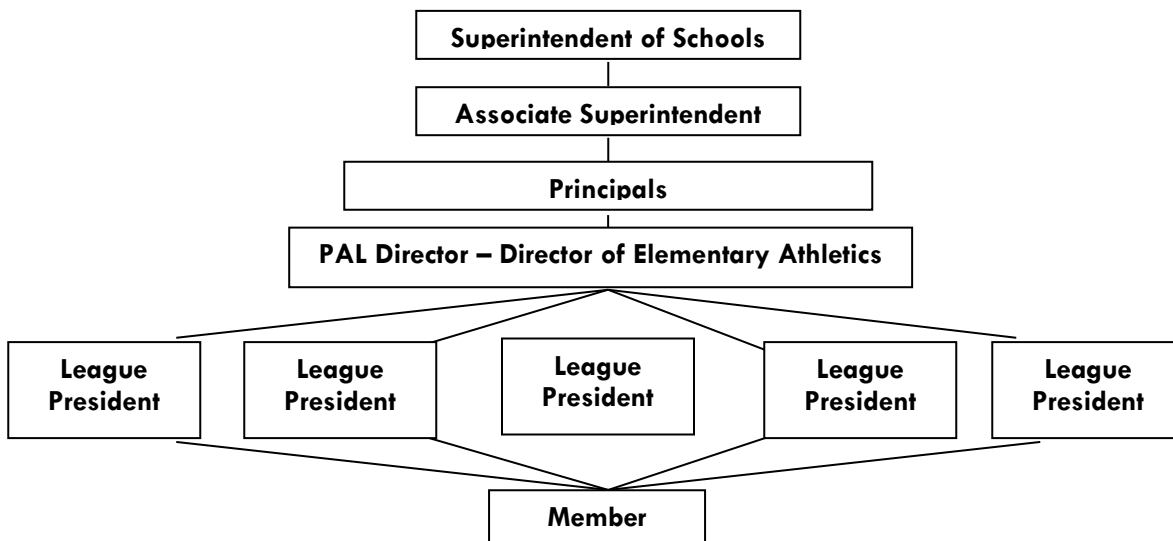 Superintendent of Schools
Associate Superintendent
Principals
PAL Director – Director of Elementary Athletics
League
President
League
President
League
President
League
President
League
President
Member